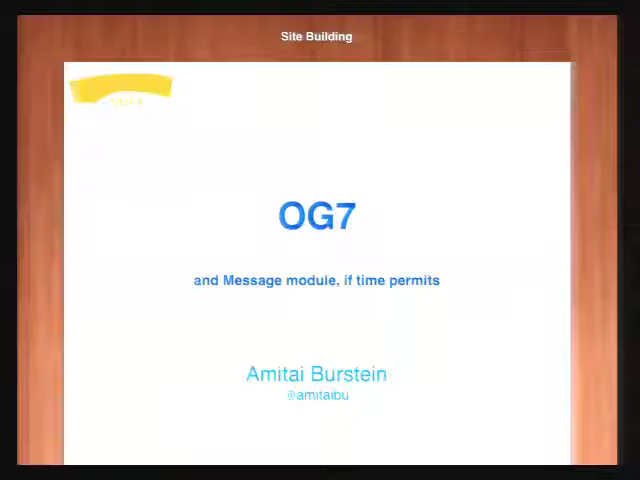 Site Building
OG7
and Message module, if time permits
Amitai Burstein
@amitaibu